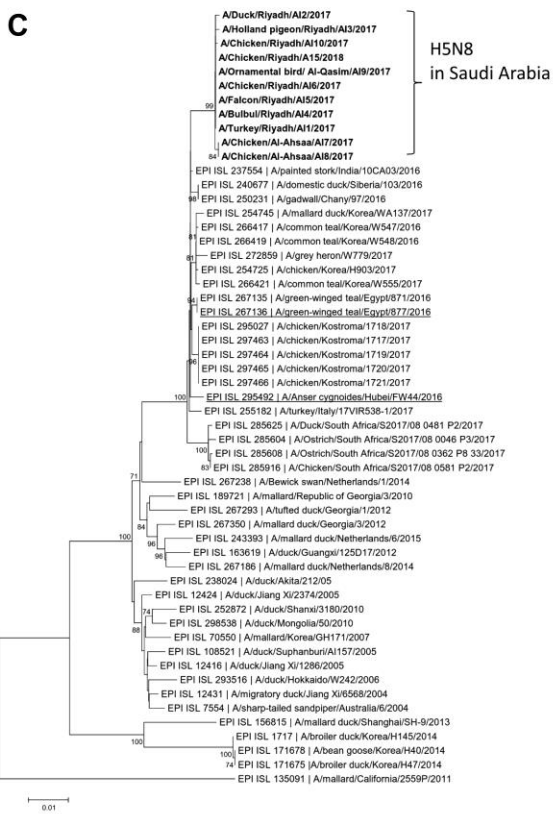 C
A/Duck/Riyadh/AI2/2017
A/Holland pigeon/Riyadh/AI3/2017
A/Chicken/Riyadh/AI10/2017
A/Chicken/Riyadh/A15/2018
A/Ornamental bird/ Al-Qasim/AI9/2017
A/Chicken/Riyadh/AI6/2017
A/Falcon/Riyadh/AI5/2017
A/Bulbul/Riyadh/AI4/2017
A/Turkey/Riyadh/AI1/2017
A/Chicken/Al-Ahsaa/AI7/2017
A/Chicken/Al-Ahsaa/AI8/2017
H5N8
in Saudi Arabia
99
84
EPI ISL 237554 | A/painted stork/India/10CA03/2016
EPI ISL 240677 | A/domestic duck/Siberia/103/2016
EPI ISL 250231 | A/gadwall/Chany/97/2016
98
EPI ISL 254745 | A/mallard duck/Korea/WA137/2017
EPI ISL 266417 | A/common teal/Korea/W547/2016
81
EPI ISL 266419 | A/common teal/Korea/W548/2016
EPI ISL 272859 | A/grey heron/W779/2017
81
EPI ISL 254725 | A/chicken/Korea/H903/2017
EPI ISL 266421 | A/common teal/Korea/W555/2017
EPI ISL 267135 | A/green-winged teal/Egypt/871/2016
94
EPI ISL 267136 | A/green-winged teal/Egypt/877/2016
EPI ISL 295027 | A/chicken/Kostroma/1718/2017
EPI ISL 297463 | A/chicken/Kostroma/1717/2017
EPI ISL 297464 | A/chicken/Kostroma/1719/2017
96
EPI ISL 297465 | A/chicken/Kostroma/1720/2017
EPI ISL 297466 | A/chicken/Kostroma/1721/2017
100
EPI ISL 295492 | A/Anser cygnoides/Hubei/FW44/2016
EPI ISL 255182 | A/turkey/Italy/17VIR538-1/2017
EPI ISL 285625 | A/Duck/South Africa/S2017/08 0481 P2/2017
EPI ISL 285604 | A/Ostrich/South Africa/S2017/08 0046 P3/2017
100
EPI ISL 285608 | A/Ostrich/South Africa/S2017/08 0362 P8 33/2017
83
EPI ISL 285916 | A/Chicken/South Africa/S2017/08 0581 P2/2017
71
EPI ISL 267238 | A/Bewick swan/Netherlands/1/2014
EPI ISL 189721 | A/mallard/Republic of Georgia/3/2010
EPI ISL 267293 | A/tufted duck/Georgia/1/2012
84
EPI ISL 267350 | A/mallard duck/Georgia/3/2012
100
EPI ISL 243393 | A/mallard duck/Netherlands/6/2015
96
EPI ISL 163619 | A/duck/Guangxi/125D17/2012
96
EPI ISL 267186 | A/mallard duck/Netherlands/8/2014
EPI ISL 238024 | A/duck/Akita/212/05
EPI ISL 12424 | A/duck/Jiang Xi/2374/2005
74
EPI ISL 252872 | A/duck/Shanxi/3180/2010
EPI ISL 298538 | A/duck/Mongolia/50/2010
88
EPI ISL 70550 | A/mallard/Korea/GH171/2007
EPI ISL 108521 | A/duck/Suphanburi/AI157/2005
EPI ISL 12416 | A/duck/Jiang Xi/1286/2005
EPI ISL 293516 | A/duck/Hokkaido/W242/2006
EPI ISL 12431 | A/migratory duck/Jiang Xi/6568/2004
EPI ISL 7554 | A/sharp-tailed sandpiper/Australia/6/2004
EPI ISL 156815 | A/mallard duck/Shanghai/SH-9/2013
100
EPI ISL 1717 | A/broiler duck/Korea/H145/2014
100
EPI ISL 171678 | A/bean goose/Korea/H40/2014
74
EPI ISL 171675 |A/broiler duck/Korea/H47/2014
EPI ISL 135091 | A/mallard/California/2559P/2011
0.01